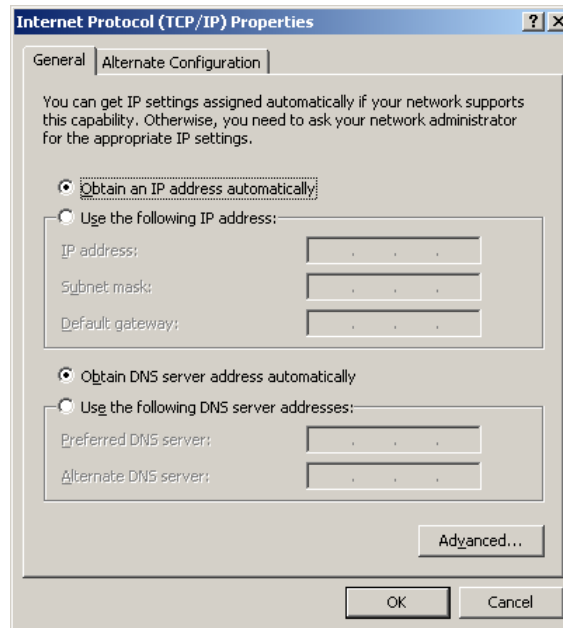 Internet Protocol (TCP/IP) Properties
General
Alternate Configuration
You can get IP settings assigned automatically if your network supports
this capability. Otherwise, you need to ask your network administrator
for the appropriate IP settings.
Obtain an IP address automatically
Use the following IP address:
IP address:
Subnet mask:
Default gateway:
Obtain DNS server address automatically
Use the following DNS server addresses:
Preferred DNS server:
Alternate DNS server:
Advanced...
OK
Cancel